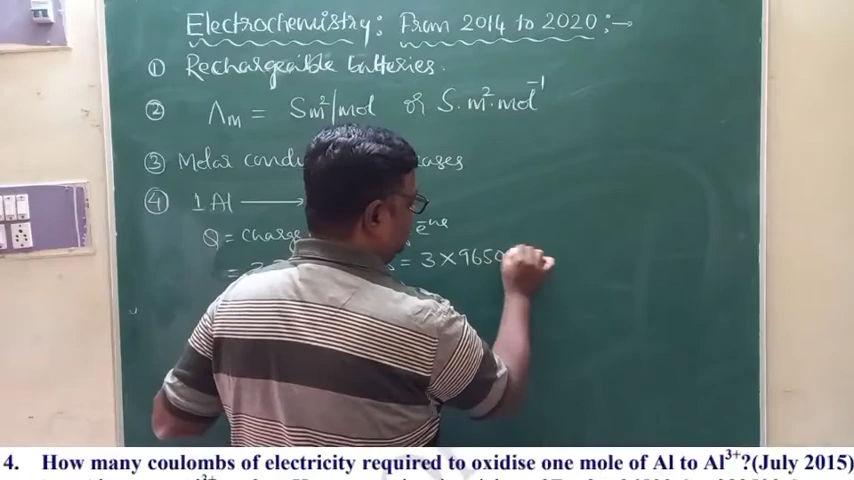 Electrochemistry: From 2014 to 2020 :→
① Rechargeable batteries.
② Λm = Sm²/mol or S.m².mol⁻¹
③ Molar condu ases
④ 1 Al →
Q = charge e⁻ns
= = 3×9650
4. How many coulombs of electricity required to oxidise one mole of Al to Al³⁺?(July 2015)